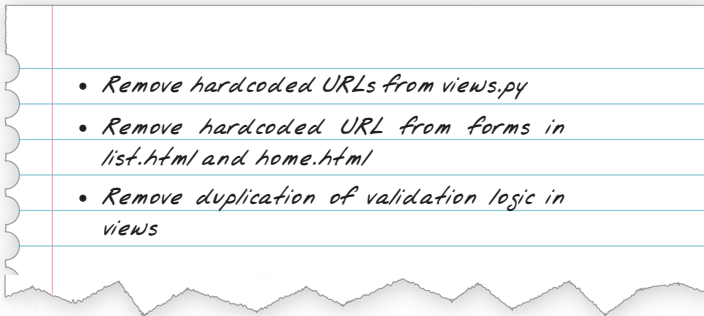 • Remove hardcoded URLs from views.py
• Remove hardcoded URL from forms in
list.html and home.html
• Remove duplication of validation logic in
views